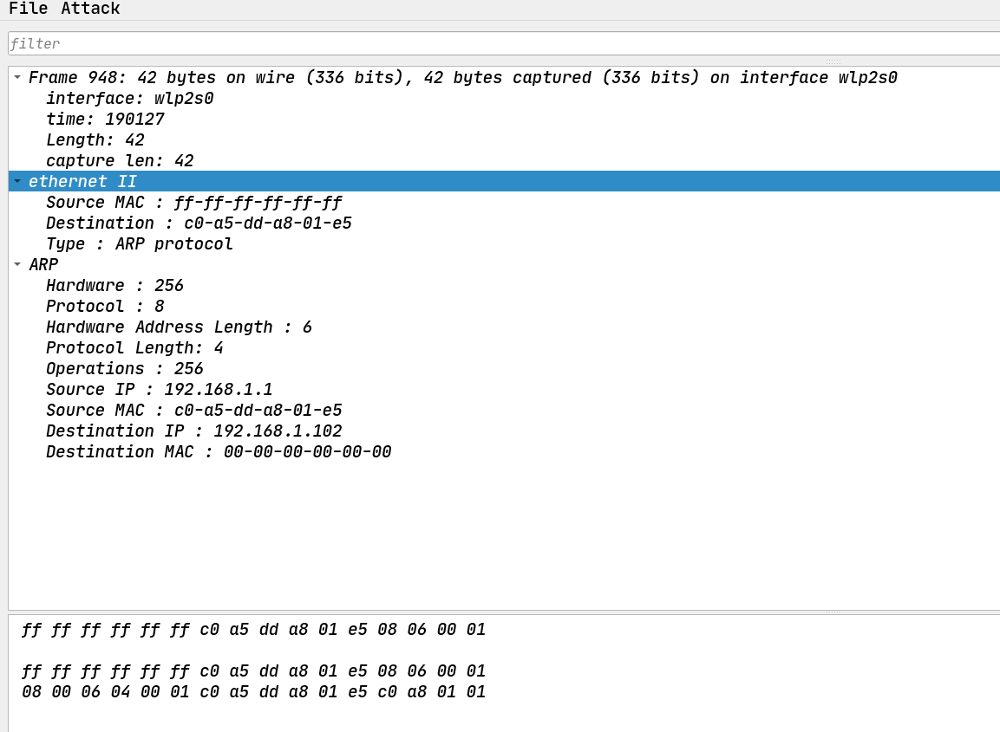 File Attack
filter
Frame 948: 42 bytes on wire (336 bits), 42 bytes captured (336 bits) on interface wlp2s0
interface: wlp2s0
time: 190127
Length: 42
capture len: 42
ethernet II
Source MAC : ff-ff-ff-ff-ff-ff
Destination : c0-a5-dd-a8-01-e5
Type : ARP protocol
ARP
Hardware : 256
Protocol : 8
Hardware Address Length : 6
Protocol Length: 4
Operations : 256
Source IP : 192.168.1.1
Source MAC : c0-a5-dd-a8-01-e5
Destination IP : 192.168.1.102
Destination MAC : 00-00-00-00-00-00
ff ff ff ff ff ff c0 a5 dd a8 01 e5 08 06 00 01
ff ff ff ff ff ff c0 a5 dd a8 01 e5 08 06 00 01
08 00 06 04 00 01 c0 a5 dd a8 01 e5 c0 a8 01 01